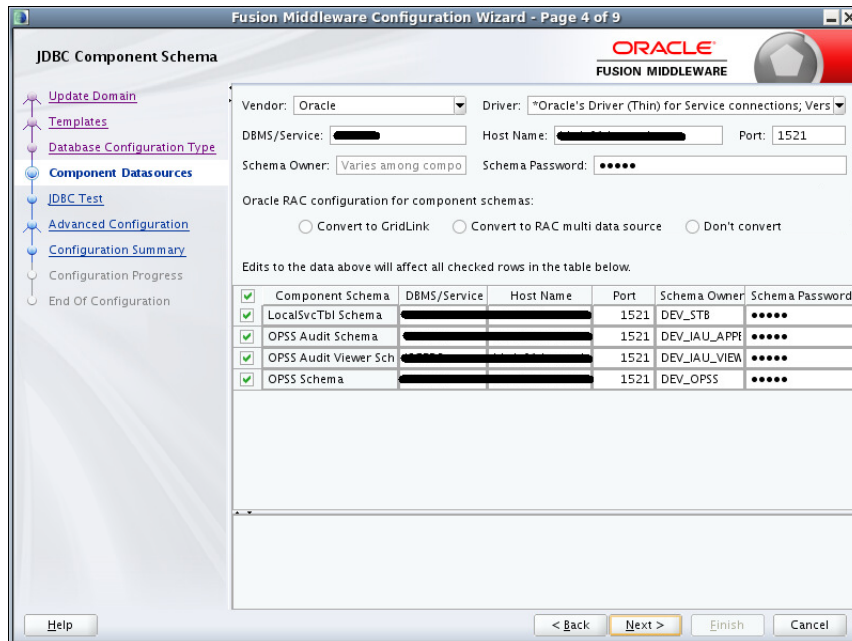 Fusion Middleware Configuration Wizard - Page 4 of 9
JDBC Component Schema
ORACLE
FUSION MIDDLEWARE
Update Domain
Templates
Database Configuration Type
Component Datasources
JDBC Test
Advanced Configuration
Configuration Summary
Configuration Progress
End Of Configuration
Vendor: Oracle Driver: *Oracle's Driver (Thin) for Service connections; Vers
DBMS/Service: Host Name: Port: 1521
Schema Owner: Varies among compo Schema Password: •••••
Oracle RAC configuration for component schemas:
Convert to GridLink Convert to RAC multi data source Don't convert
Edits to the data above will affect all checked rows in the table below.
Component Schema DBMS/Service Host Name Port Schema Owner Schema Password
LocalSvcTbl Schema 1521 DEV_STB •••••
OPSS Audit Schema 1521 DEV_IAU_APPE •••••
OPSS Audit Viewer Sch 1521 DEV_IAU_VIEW •••••
OPSS Schema 1521 DEV_OPSS •••••
Help < Back Next > Finish Cancel